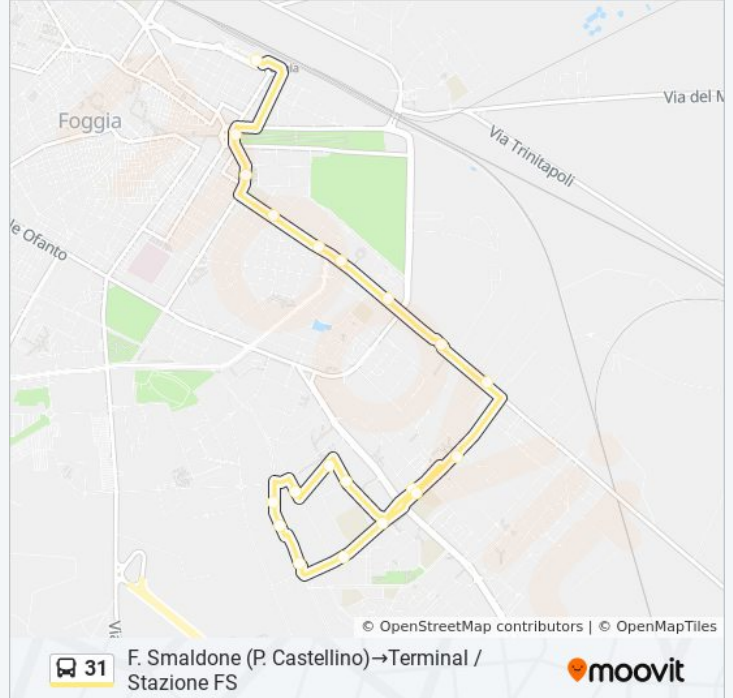 Foggia
Via del M
Via Trinitapoli
le Ofanto
© OpenStreetMap contributors | © OpenMapTiles
31
F. Smaldone (P. Castellino)→Terminal /
Stazione FS
moovit